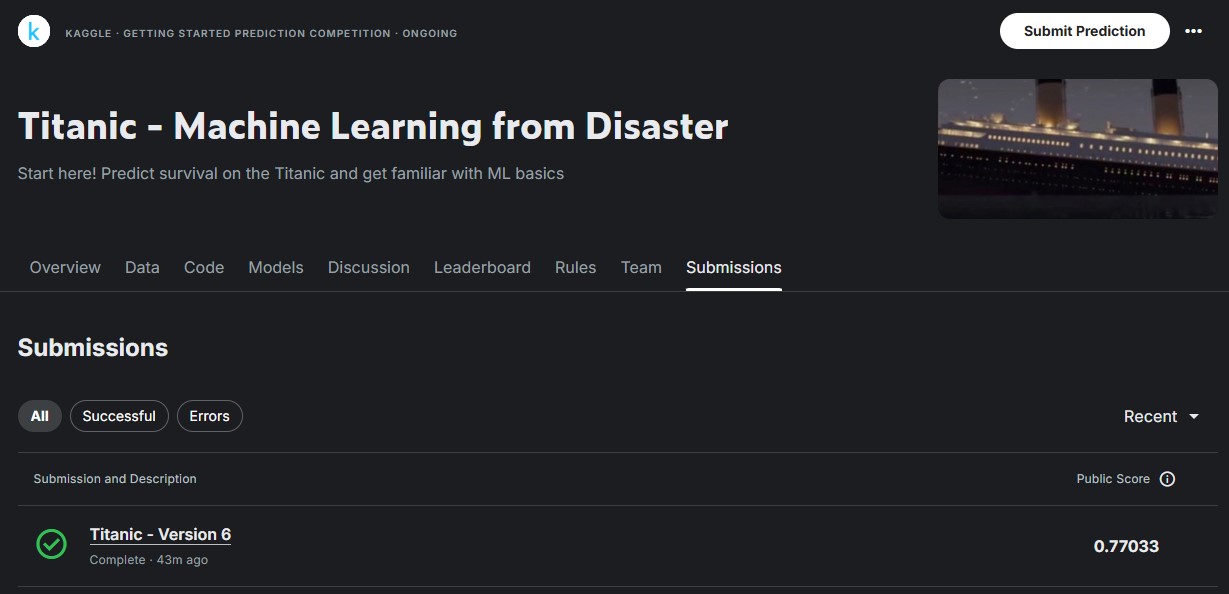 k KAGGLE · GETTING STARTED PREDICTION COMPETITION · ONGOING
Submit Prediction
Titanic - Machine Learning from Disaster
Start here! Predict survival on the Titanic and get familiar with ML basics
Overview Data Code Models Discussion Leaderboard Rules Team Submissions
Submissions
All Successful Errors Recent
Submission and Description Public Score
Titanic - Version 6
Complete · 43m ago
0.77033